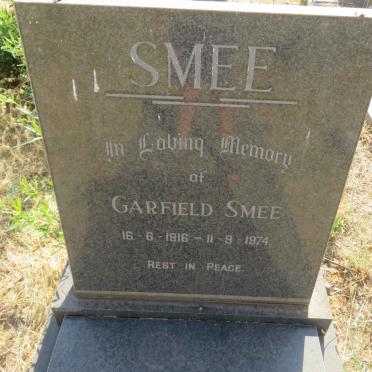 SMEE
In Loving Memory
of
GARFIELD SMEE
16 - 6 - 1916 - 11 - 9 - 1974
REST IN PEACE.